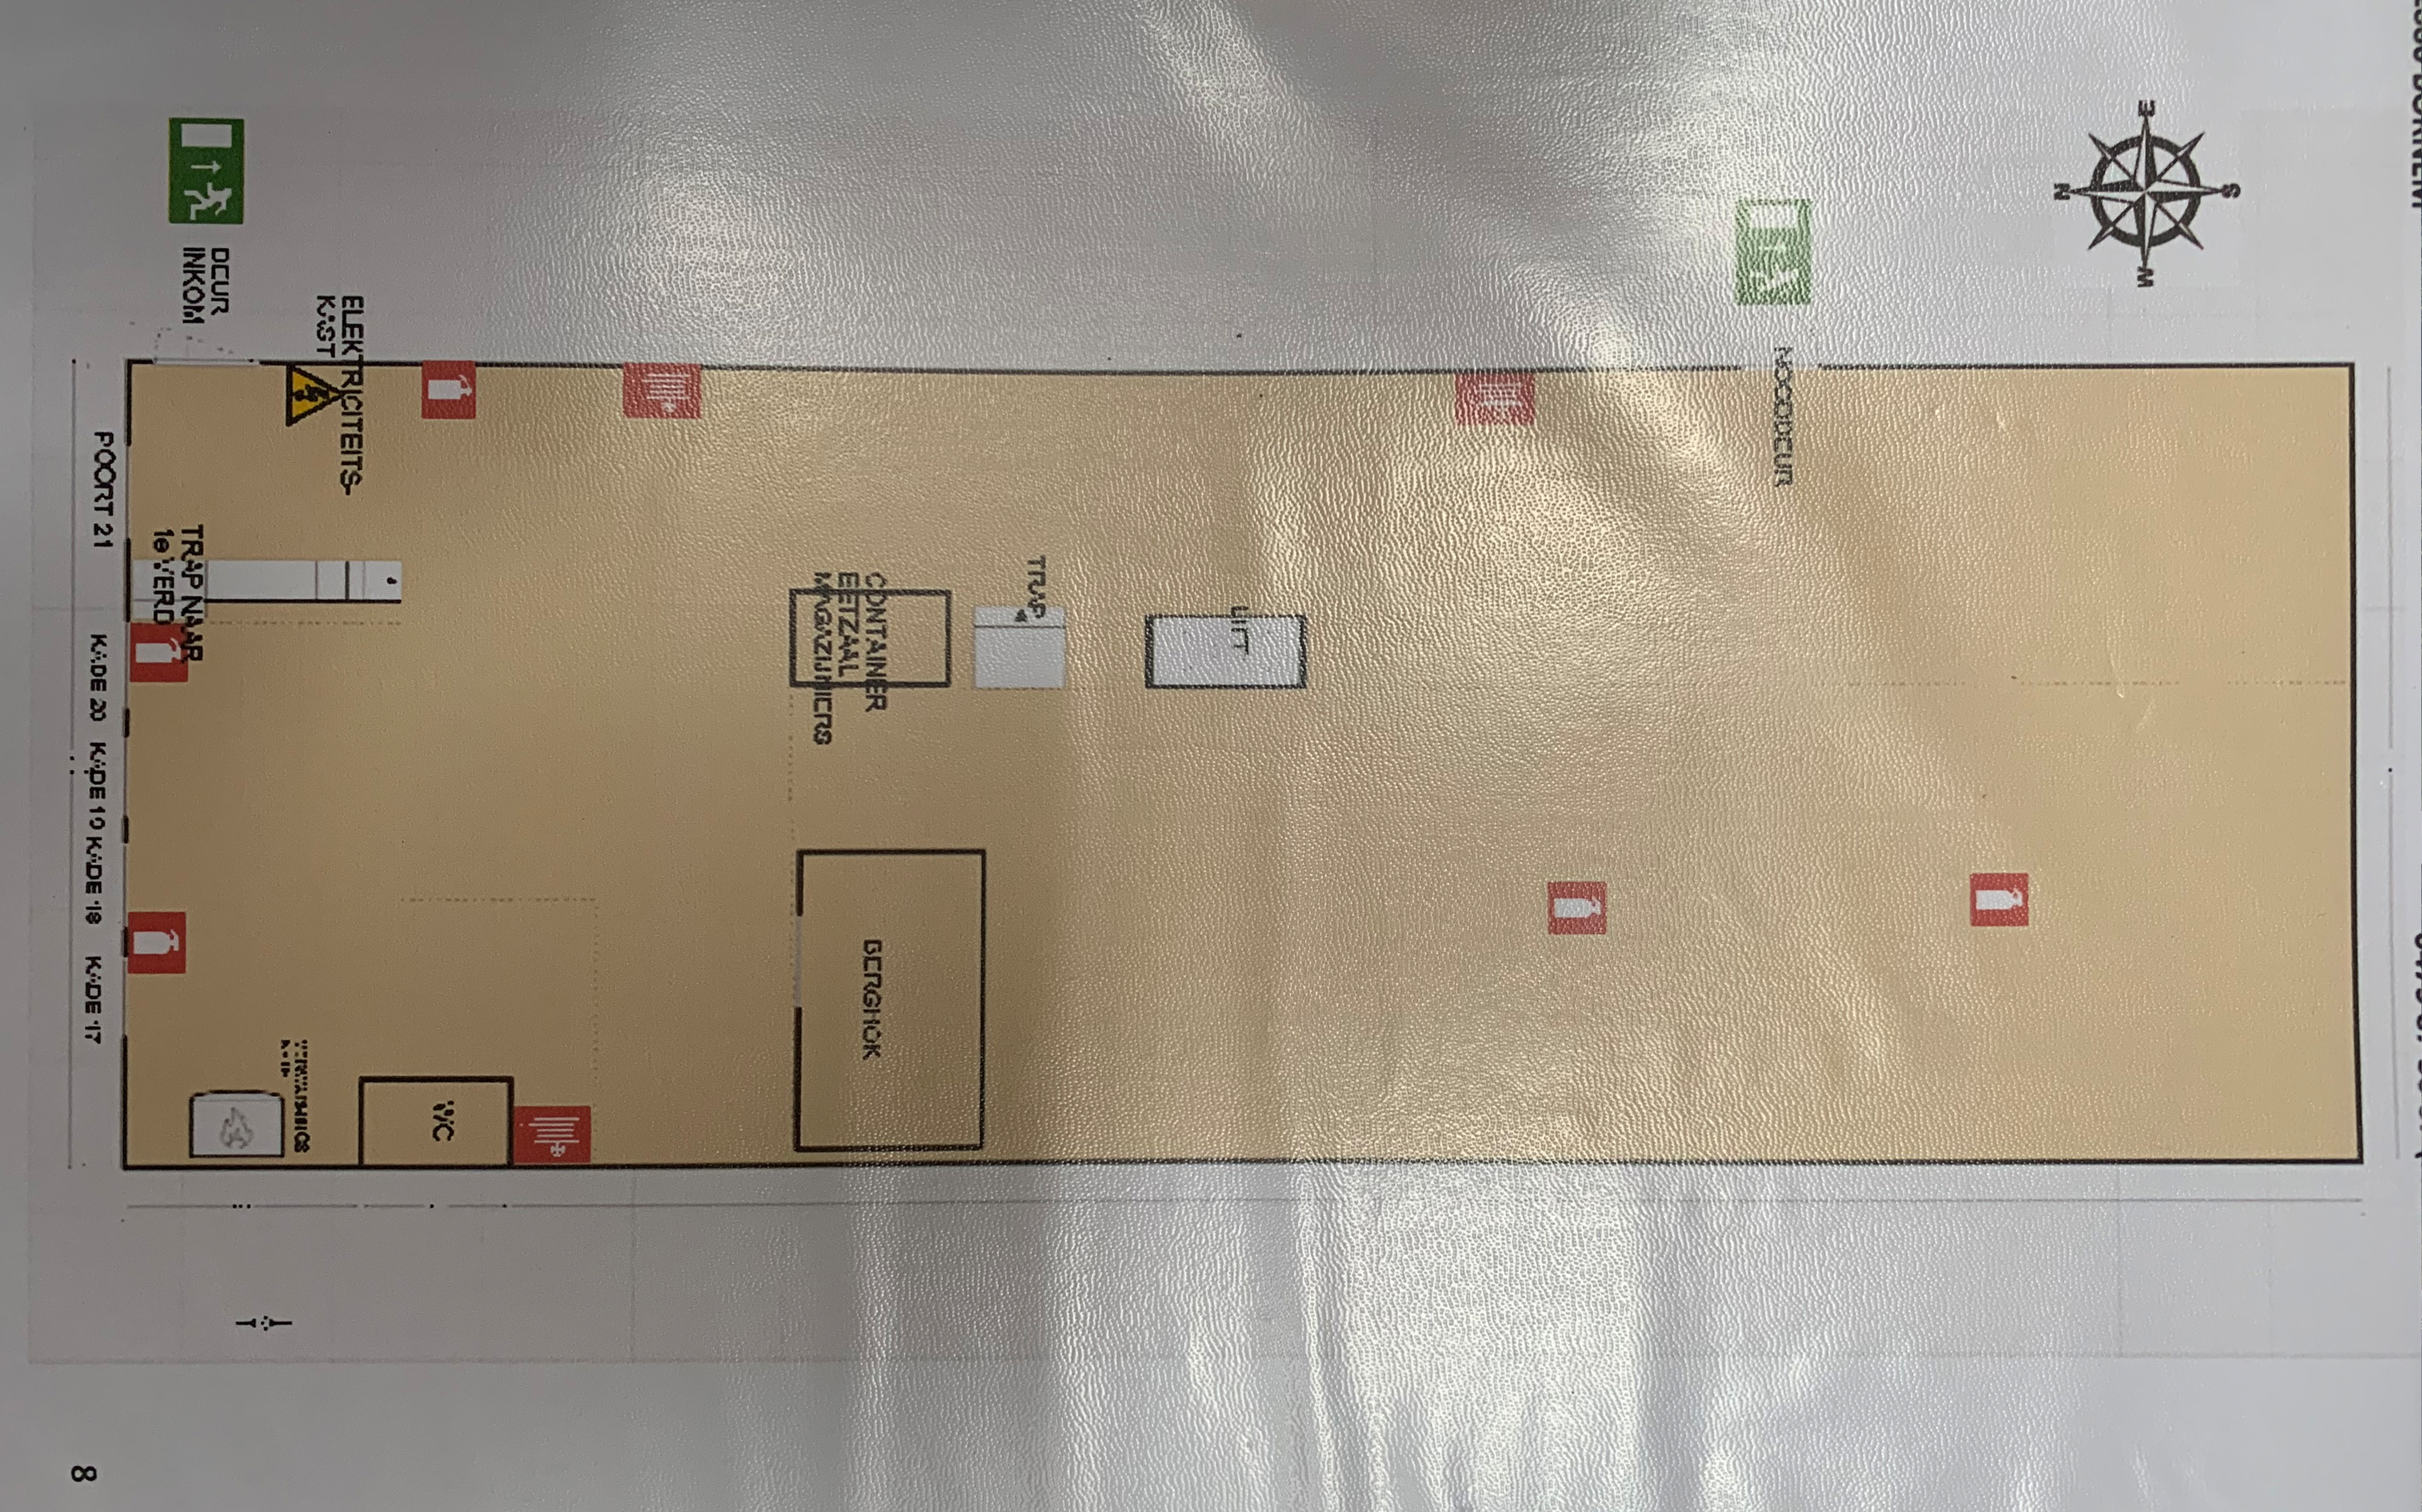 DEUR
INKOM
ELEKTRICITEITS-
KAST
NOODDEUR
E
N
S
W
POORT 21
TRAP NAAR
1e VERD
KADE 20
KADE 19
KADE 18
KADE 17
CONTAINER
EETZAAL
MAGAZIJNIERS
TRAP
LIFT
BERGHOK
WC
8